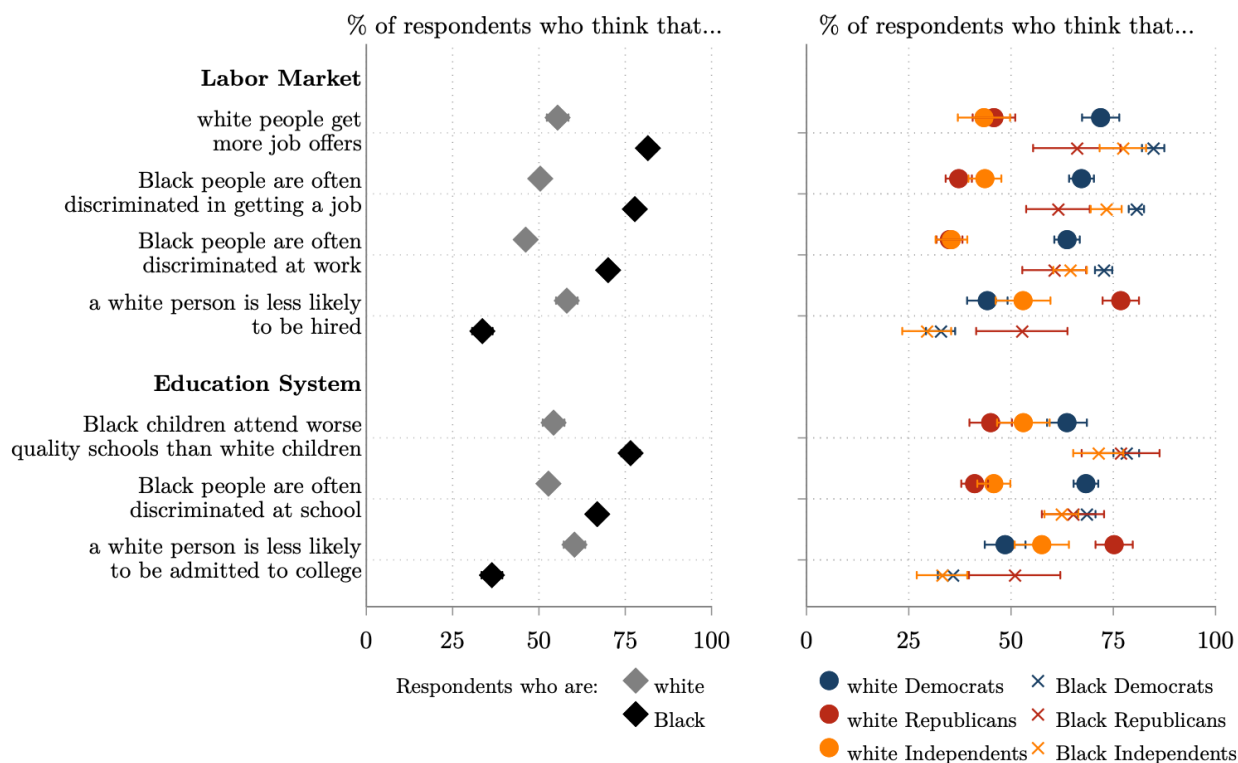 % of respondents who think that...
% of respondents who think that...
Labor Market
white people get
more job offers
Black people are often
discriminated in getting a job
Black people are often
discriminated at work
a white person is less likely
to be hired
Education System
Black children attend worse
quality schools than white children
Black people are often
discriminated at school
a white person is less likely
to be admitted to college
0 25 50 75 100
0 25 50 75 100
Respondents who are:
white
Black
white Democrats
Black Democrats
white Republicans
Black Republicans
white Independents
Black Independents